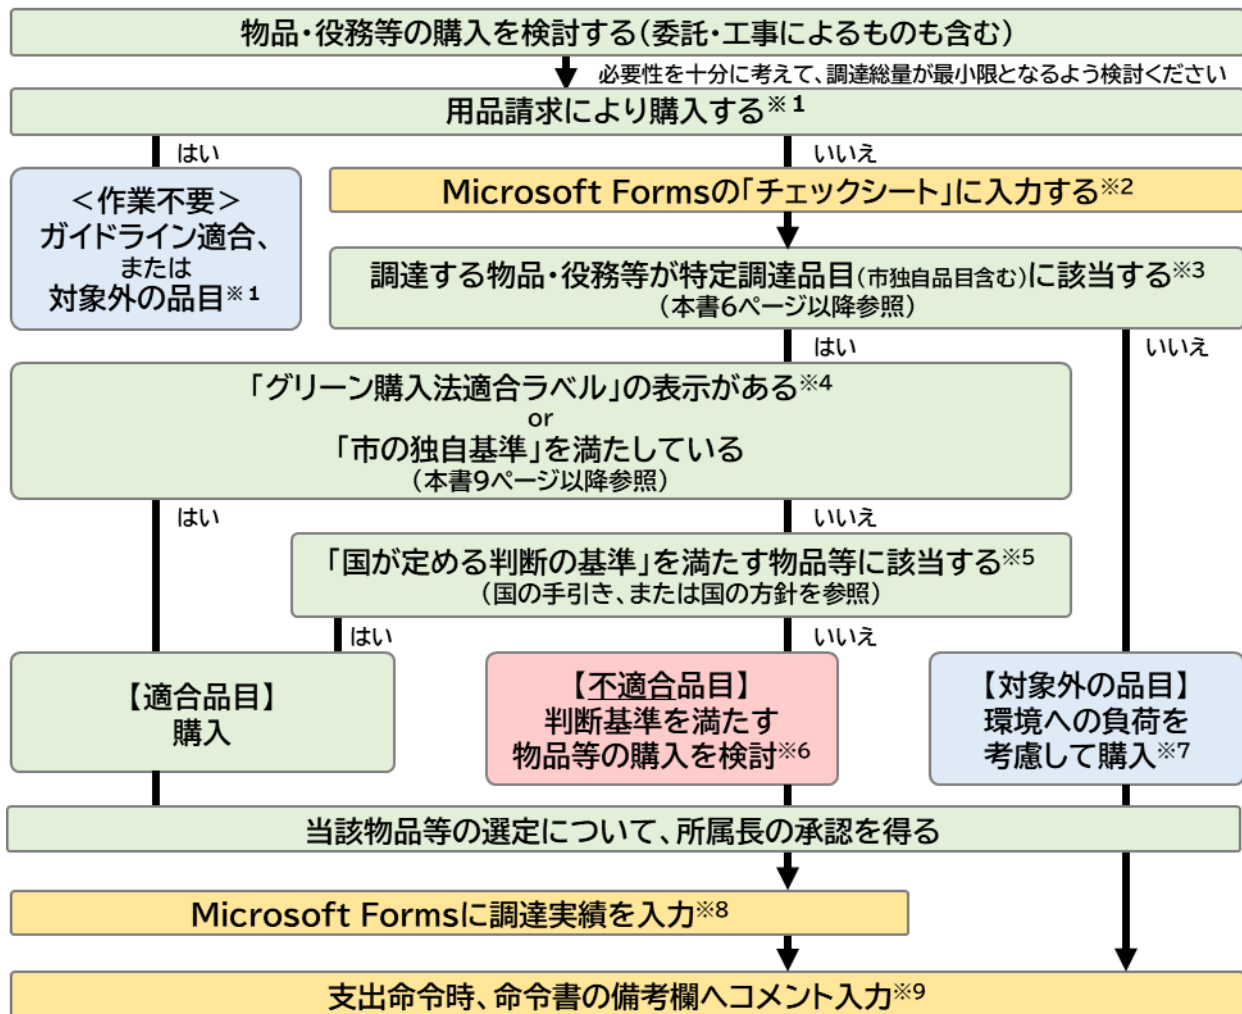 物品・役務等の購入を検討する(委託・工事によるものも含む)
必要性を十分に考えて、調達総量が最小限となるよう検討ください
用品請求により購入する※1
はい
いいえ
＜作業不要＞
ガイドライン適合、
または
対象外の品目※1
Microsoft Formsの「チェックシート」に入力する※2
調達する物品・役務等が特定調達品目(市独自品目含む)に該当する※3
(本書6ページ以降参照)
はい
いいえ
「グリーン購入法適合ラベル」の表示がある※4
or
「市の独自基準」を満たしている
(本書9ページ以降参照)
はい
いいえ
「国が定める判断の基準」を満たす物品等に該当する※5
(国の手引き、または国の方針を参照)
はい
いいえ
【適合品目】
購入
【不適合品目】
判断基準を満たす
物品等の購入を検討※6
【対象外の品目】
環境への負荷を
考慮して購入※7
当該物品等の選定について、所属長の承認を得る
Microsoft Formsに調達実績を入力※8
支出命令時、命令書の備考欄へコメント入力※9